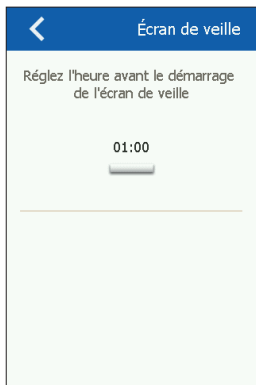 Écran de veille
Réglez l'heure avant le démarrage
de l'écran de veille
01:00